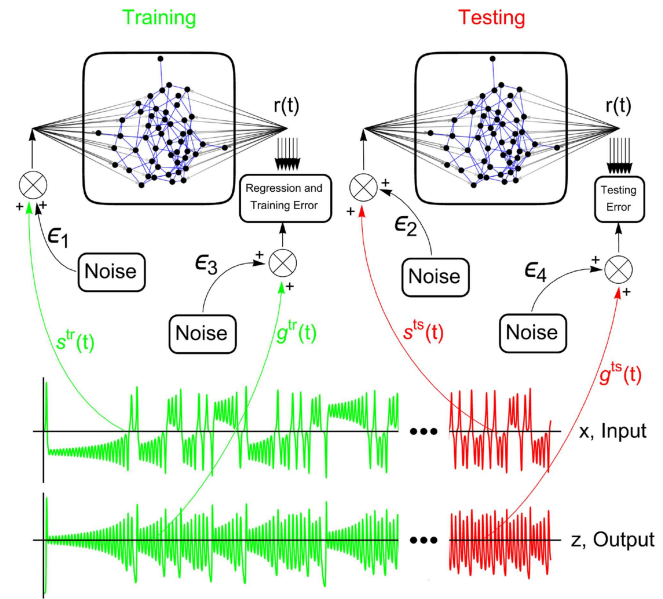 Training
Testing
r(t)
r(t)
Regression and
Training Error
Testing
Error
+
+ +
ϵ1
Noise
ϵ3
+
+
Noise
+
+
ϵ2
Noise
ϵ4
+
+
Noise
s^tr(t)
g^tr(t)
s^ts(t)
g^ts(t)
x, Input
z, Output